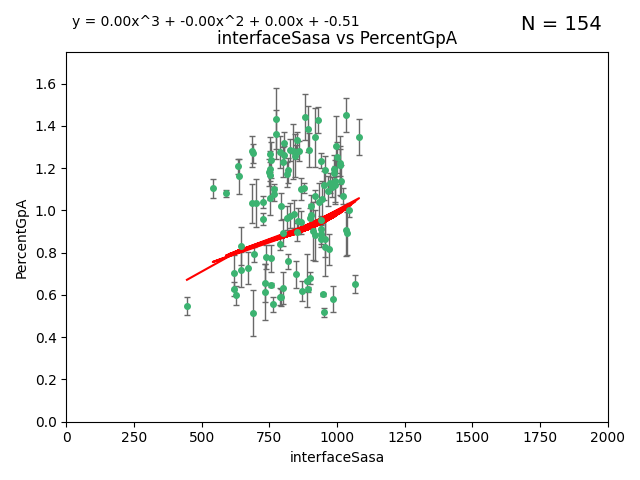 y = 0.00x^3 + -0.00x^2 + 0.00x + -0.51
N = 154
interfaceSasa vs PercentGpA
1.6
1.4
1.2
1.0
0.8
0.6
0.4
0.2
0.0
PercentGpA
0 250 500 750 1000 1250 1500 1750 2000
interfaceSasa